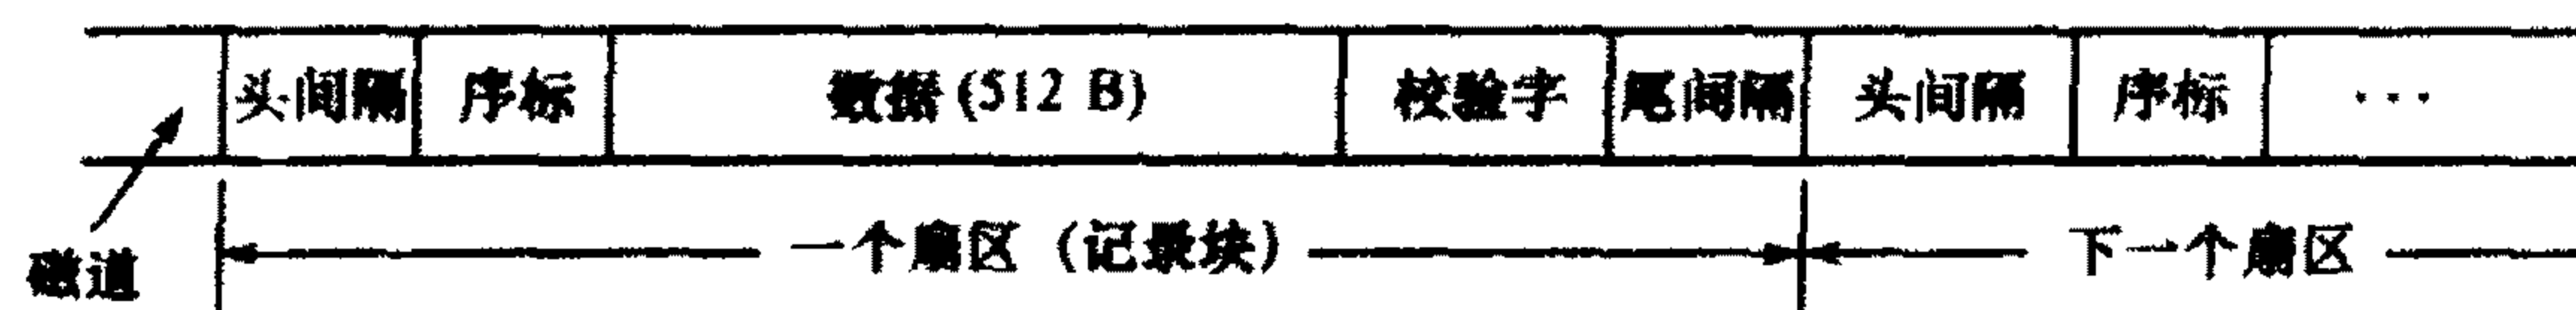 头间隔 序标 数据(512 B) 校验字 尾间隔 头间隔 序标 ···
一个扇区（记录块） 下一个扇区
磁道